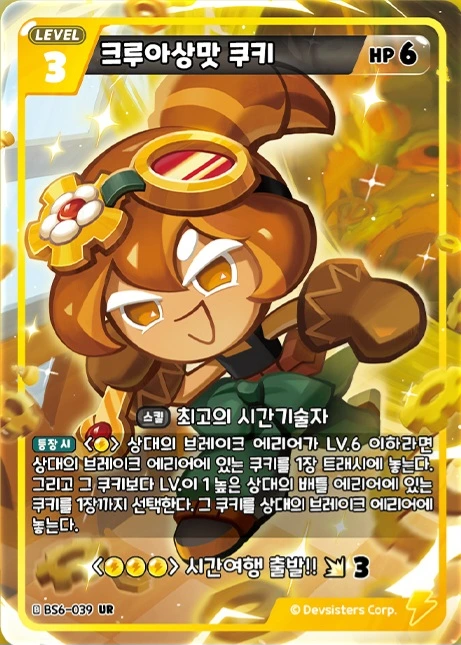 LEVEL
3
크루아상맛 쿠키
HP 6
스킬 최고의 시간기술자
등장 시 < > 상대의 브레이크 에리어가 LV.6 이하라면
상대의 브레이크 에리어에 있는 쿠키를 1장 트래시에 놓는다.
그리고 그 쿠키보다 LV.이 1 높은 상대의 배틀 에리어에 있는
쿠키를 1장까지 선택한다. 그 쿠키를 상대의 브레이크 에리어에
놓는다.
< > 시간여행 출발!! 3
BS6-039 UR
© Devsisters Corp.